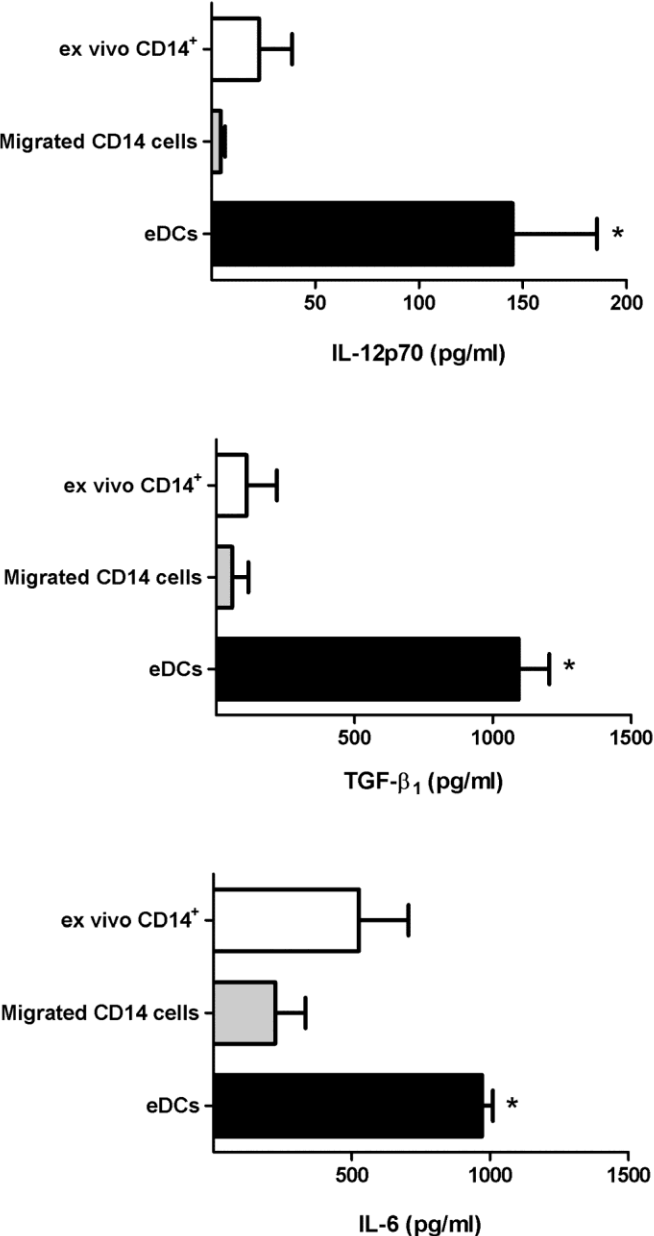 ex vivo CD14+
Migrated CD14 cells
eDCs
*
50 100 150 200
IL-12p70 (pg/ml)
ex vivo CD14+
Migrated CD14 cells
eDCs
*
500 1000 1500
TGF-β1 (pg/ml)
ex vivo CD14+
Migrated CD14 cells
eDCs
*
500 1000 1500
IL-6 (pg/ml)